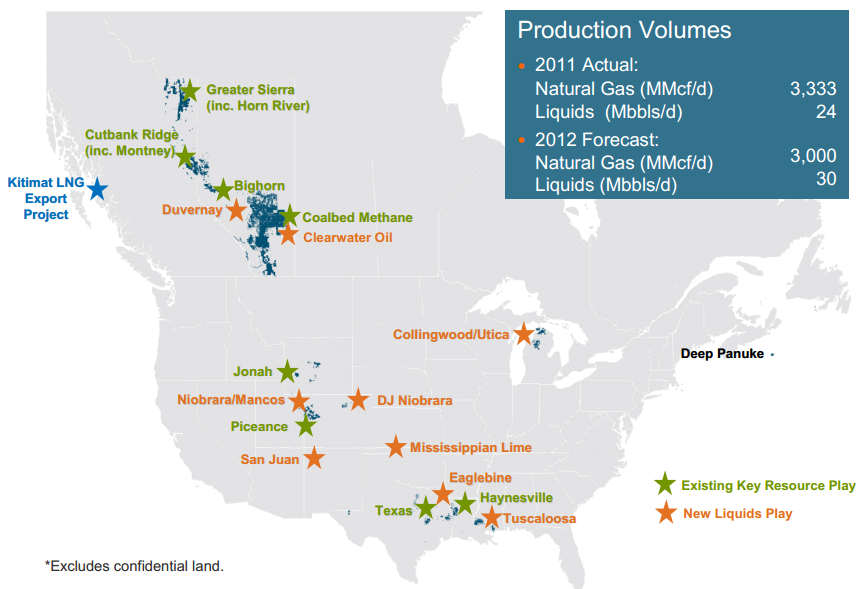 Production Volumes
• 2011 Actual:
Natural Gas (MMcf/d) 3,333
Liquids (Mbbls/d) 24
• 2012 Forecast:
Natural Gas (MMcf/d) 3,000
Liquids (Mbbls/d) 30
Greater Sierra
(inc. Horn River)
Cutbank Ridge
(inc. Montney)
Kitimat LNG
Export
Project
Bighorn
Duvernay
Coalbed Methane
Clearwater Oil
Collingwood/Utica
Deep Panuke
Jonah
Niobrara/Mancos
DJ Niobrara
Piceance
Mississippian Lime
San Juan
Eaglebine
Haynesville
Texas
Tuscaloosa
Existing Key Resource Play
New Liquids Play
*Excludes confidential land.